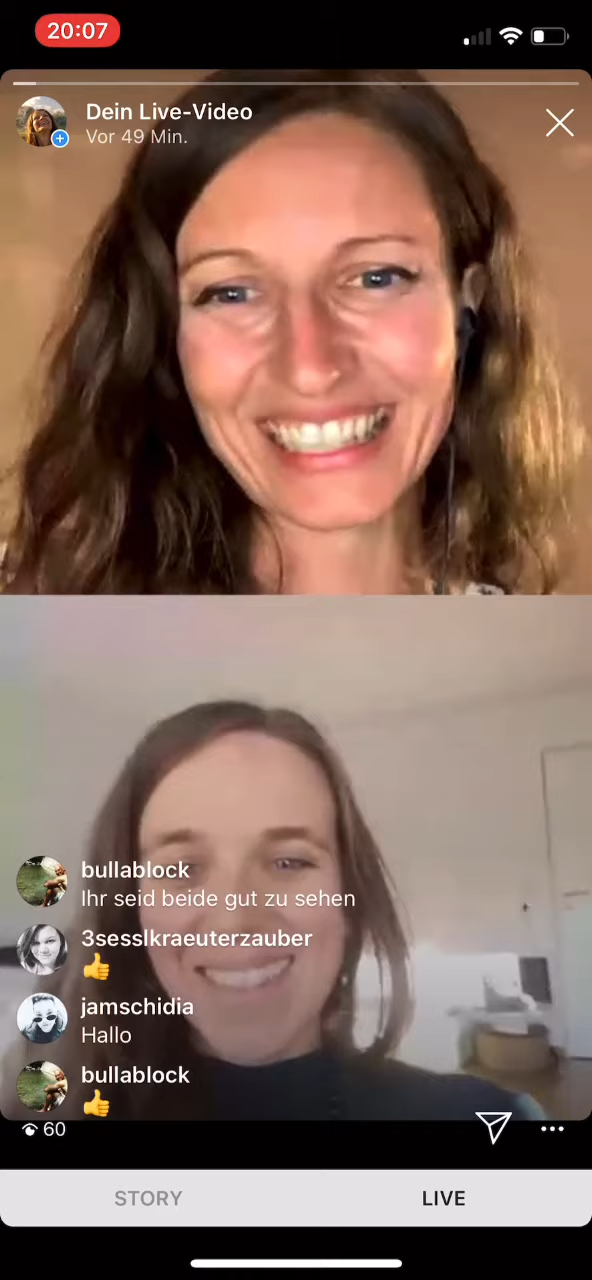 20:07
Dein Live-Video
Vor 49 Min.
bullablock
Ihr seid beide gut zu sehen
3sesslkraeuterzauber
👍
jamschidia
Hallo
bullablock
👍
60
STORY
LIVE